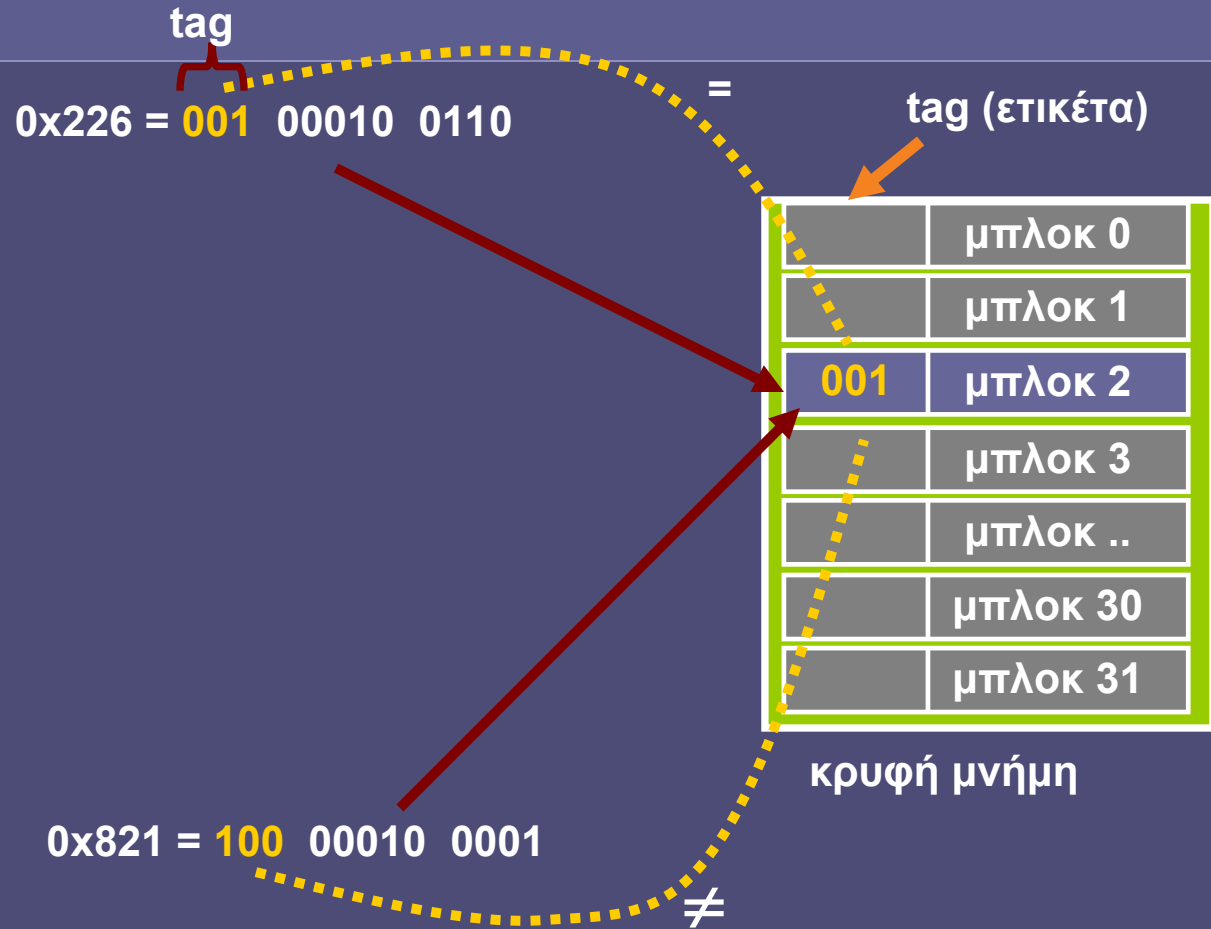 tag
0x226 = 001 00010 0110
=
tag (ετικέτα)
μπλοκ 0
μπλοκ 1
001 μπλοκ 2
μπλοκ 3
μπλοκ ..
μπλοκ 30
μπλοκ 31
κρυφή μνήμη
0x821 = 100 00010 0001
≠